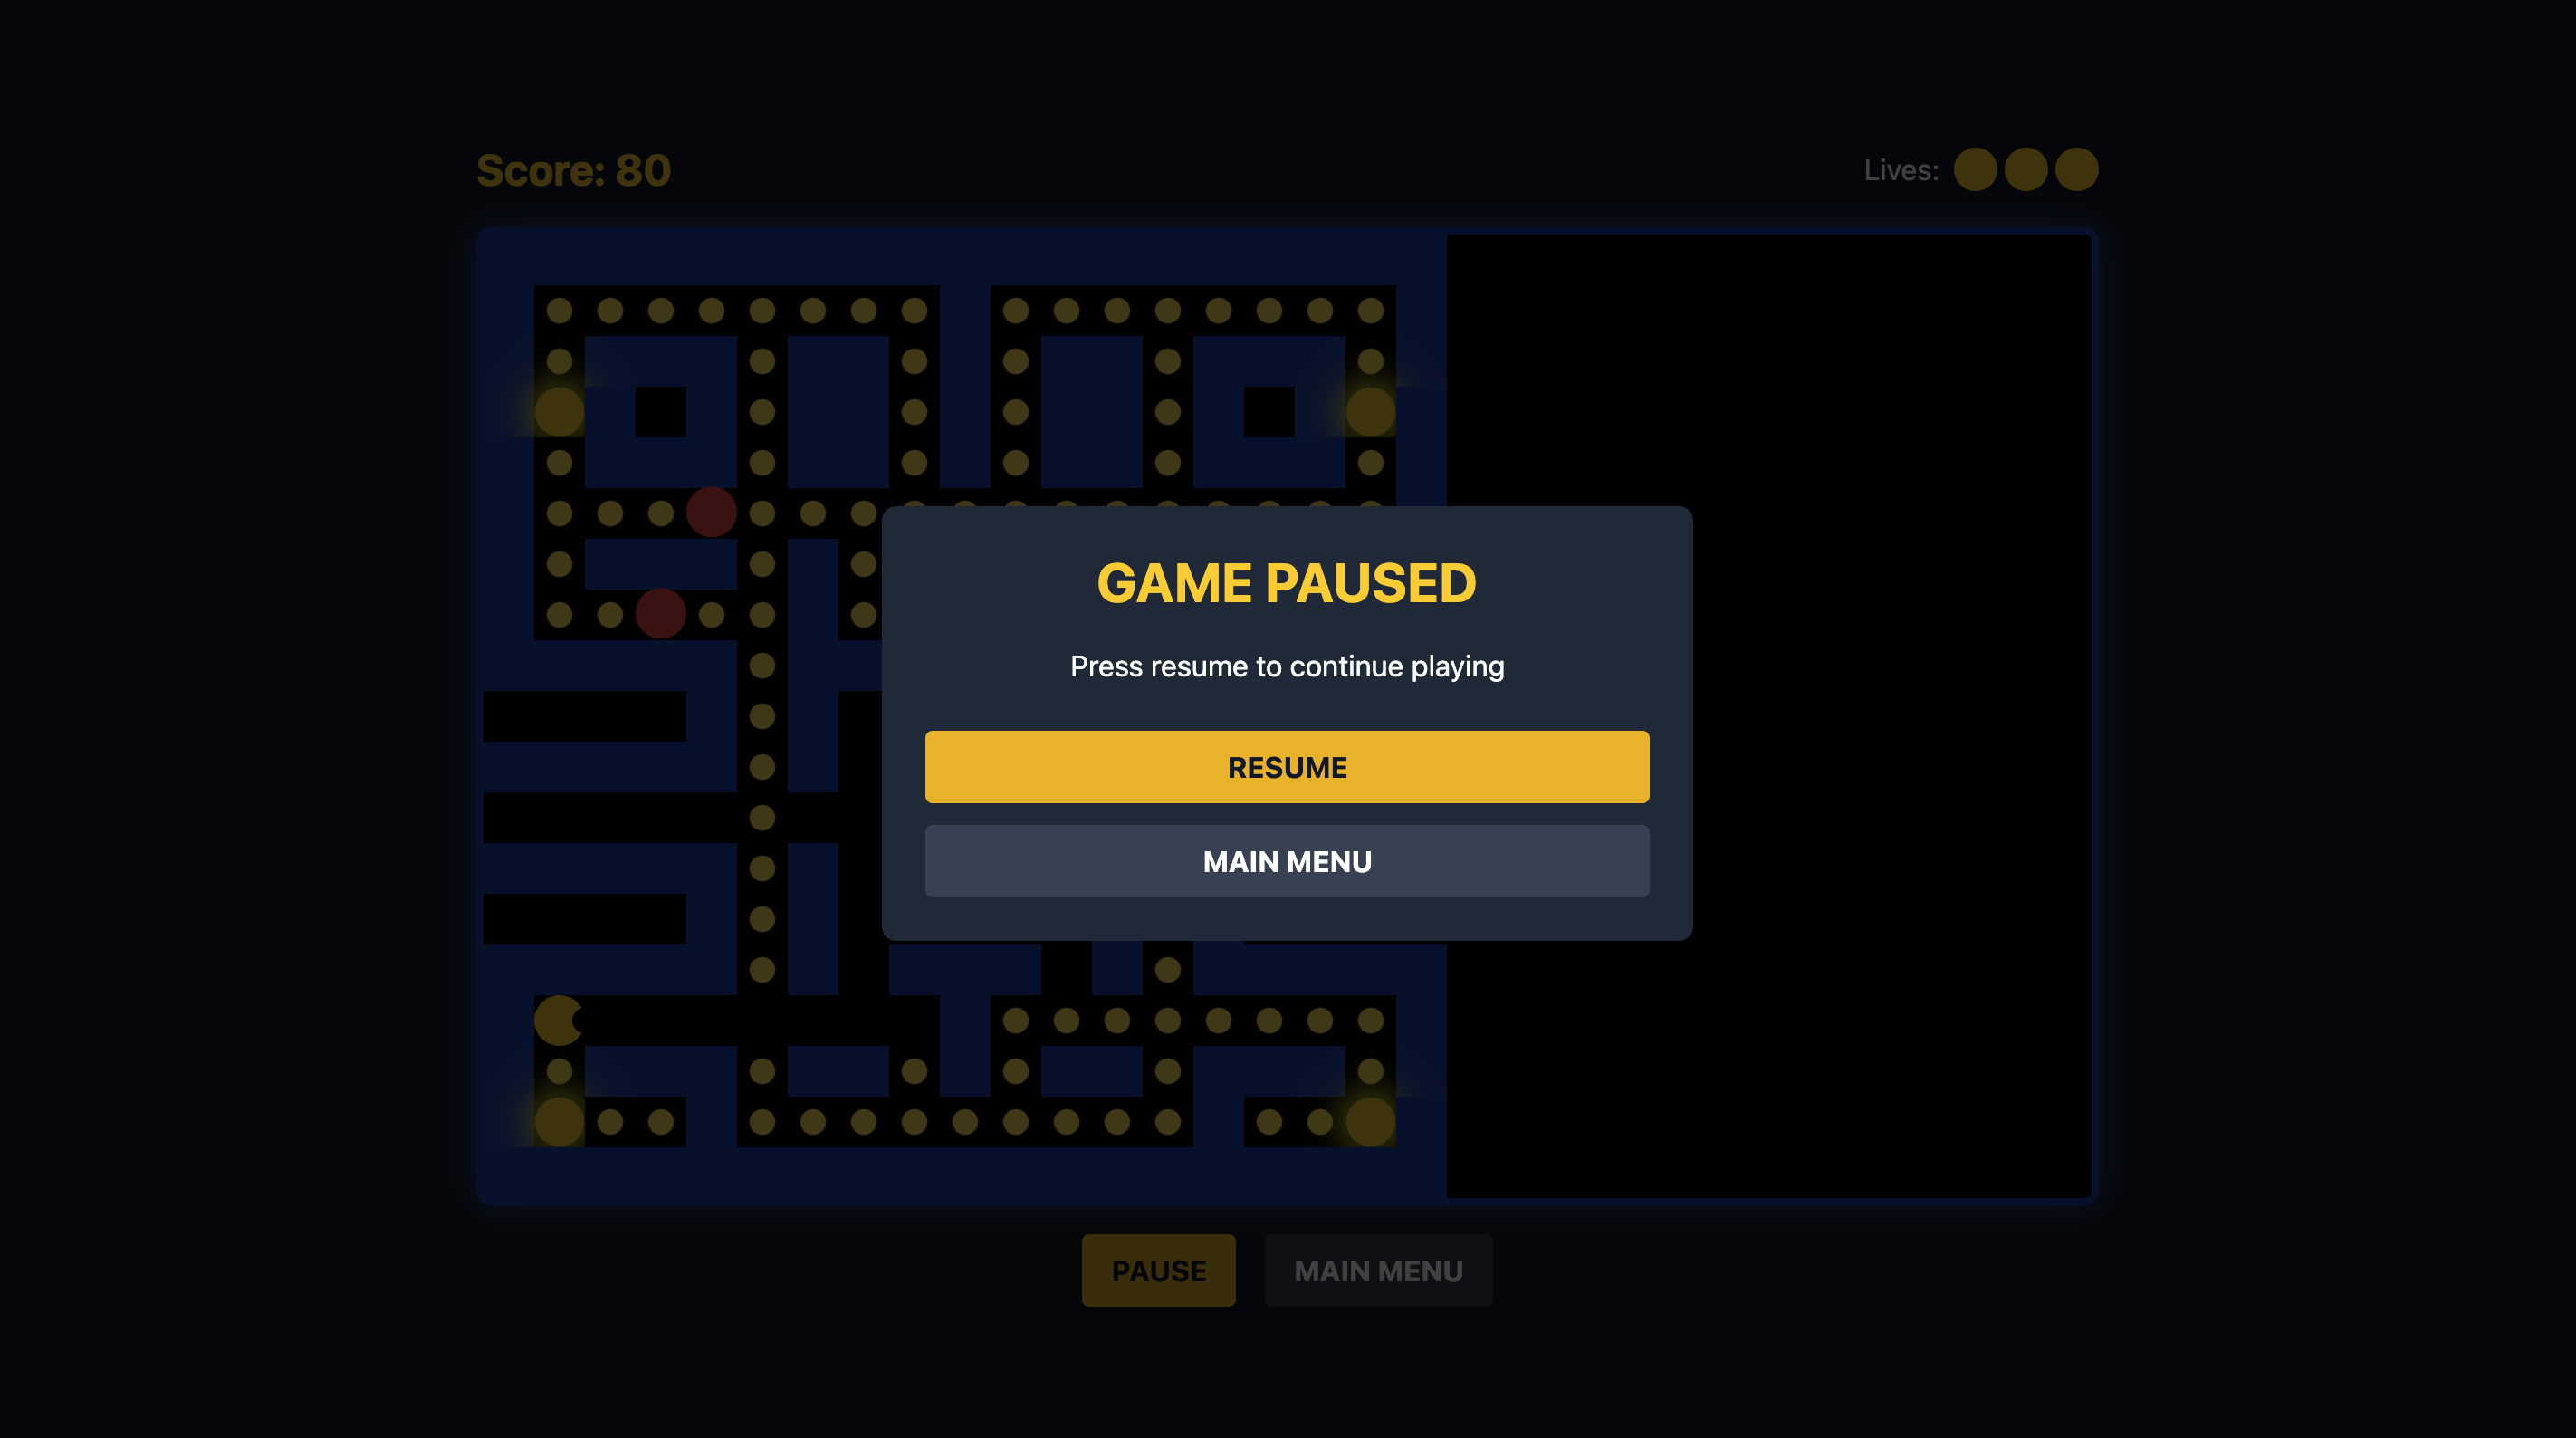 Score: 80
Lives:
GAME PAUSED
Press resume to continue playing
RESUME
MAIN MENU
PAUSE
MAIN MENU